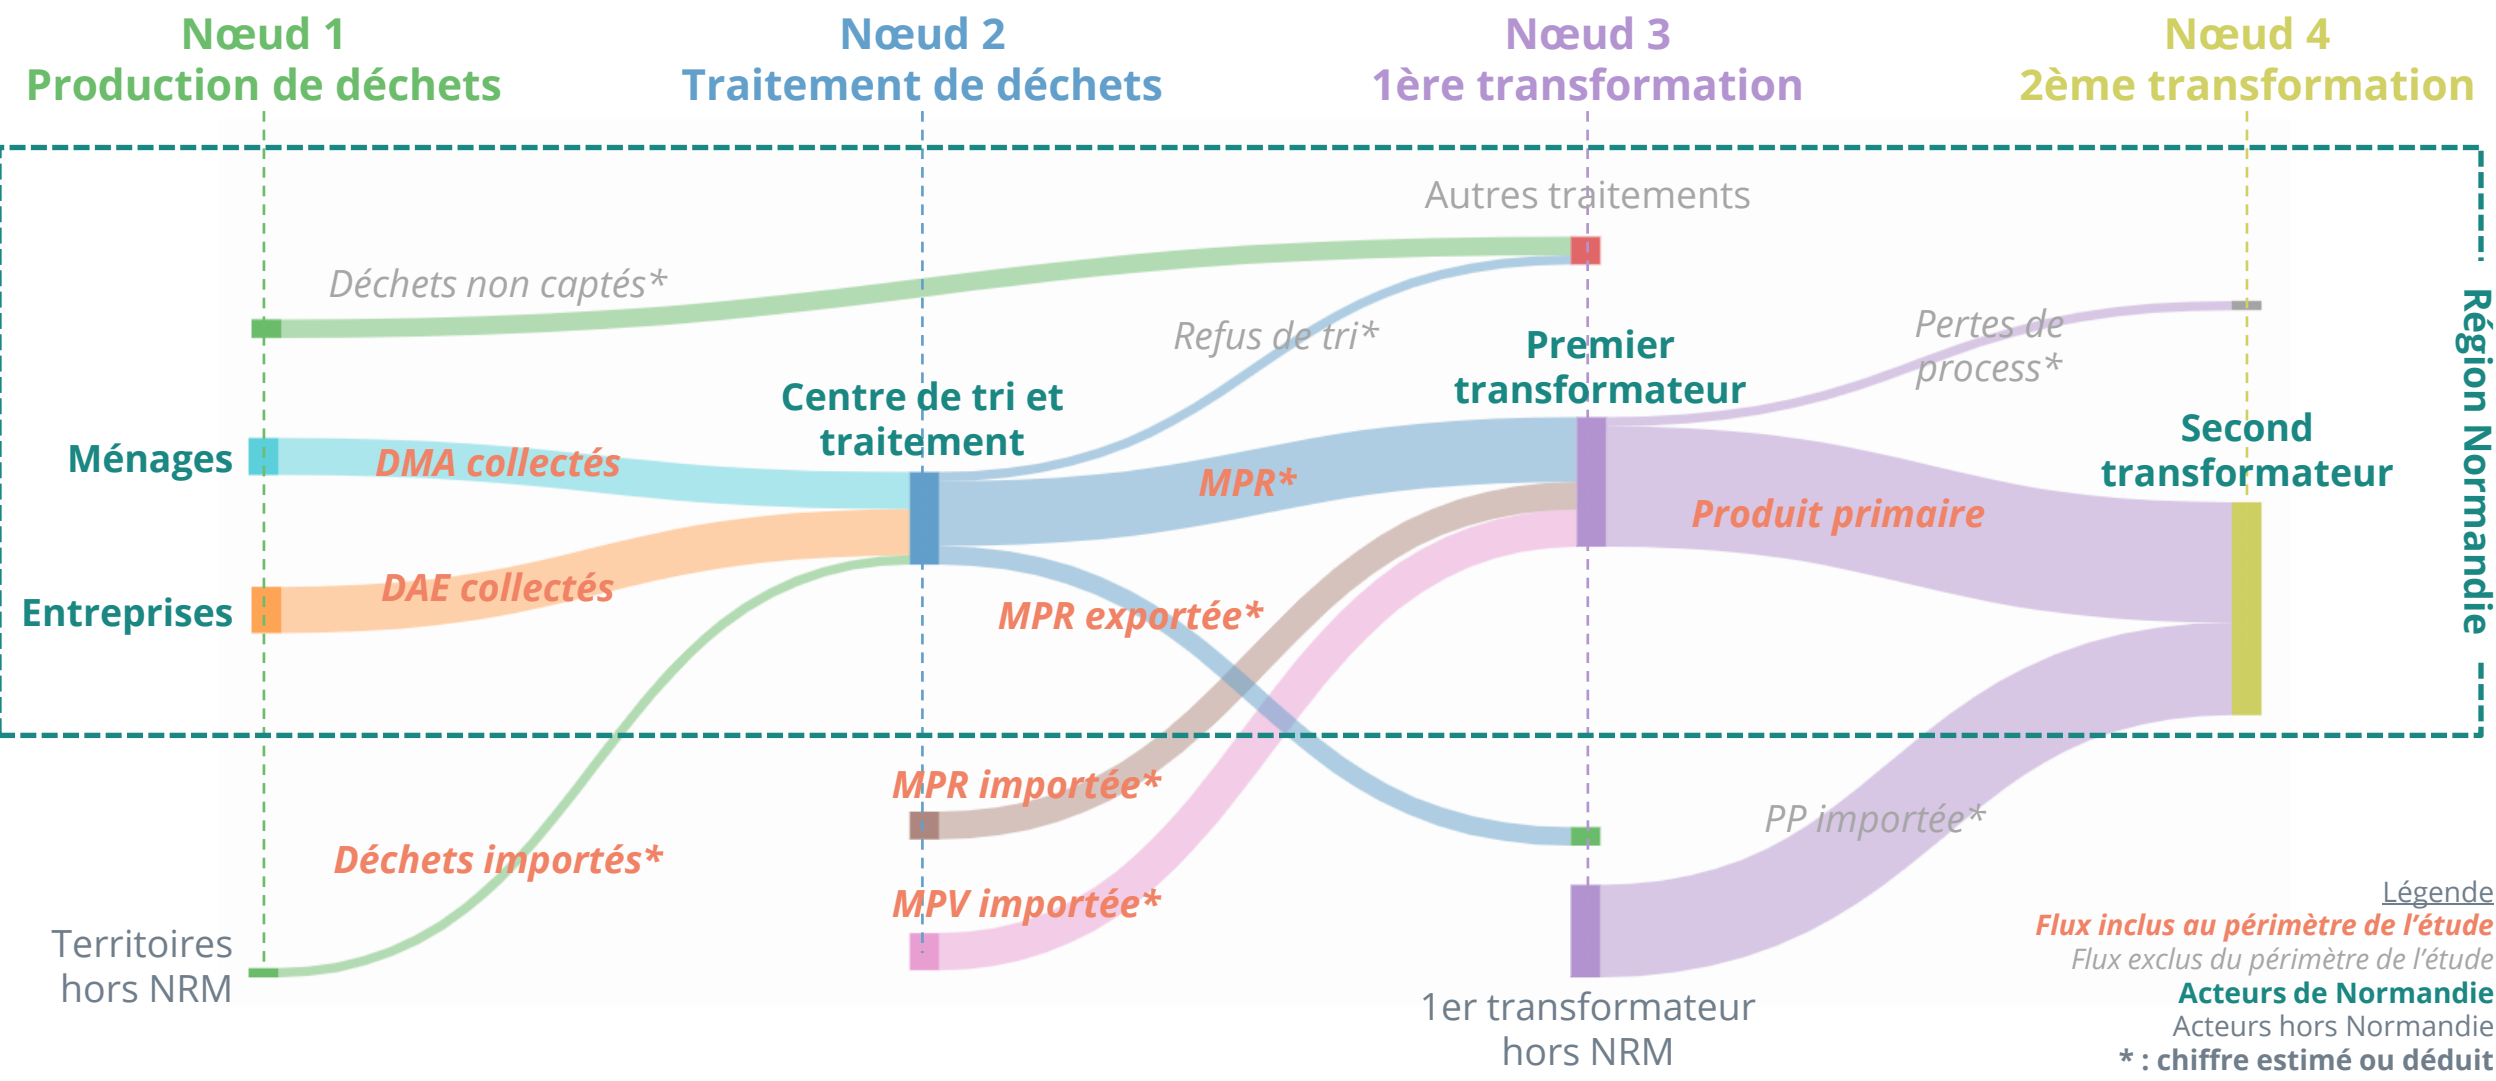 Nœud 1
Production de déchets
Nœud 2
Traitement de déchets
Nœud 3
1ère transformation
Nœud 4
2ème transformation
Autres traitements
Déchets non captés*
Refus de tri*
Pertes de
process*
Premier
transformateur
Centre de tri et
traitement
Second
transformateur
Région Normandie
Ménages
DMA collectés
MPR*
Produit primaire
Entreprises
DAE collectés
MPR exportée*
MPR importée*
PP importée*
Déchets importés*
MPV importée*
Territoires
hors NRM
1er transformateur
hors NRM
Légende
Flux inclus au périmètre de l’étude
Flux exclus du périmètre de l’étude
Acteurs de Normandie
Acteurs hors Normandie
* : chiffre estimé ou déduit